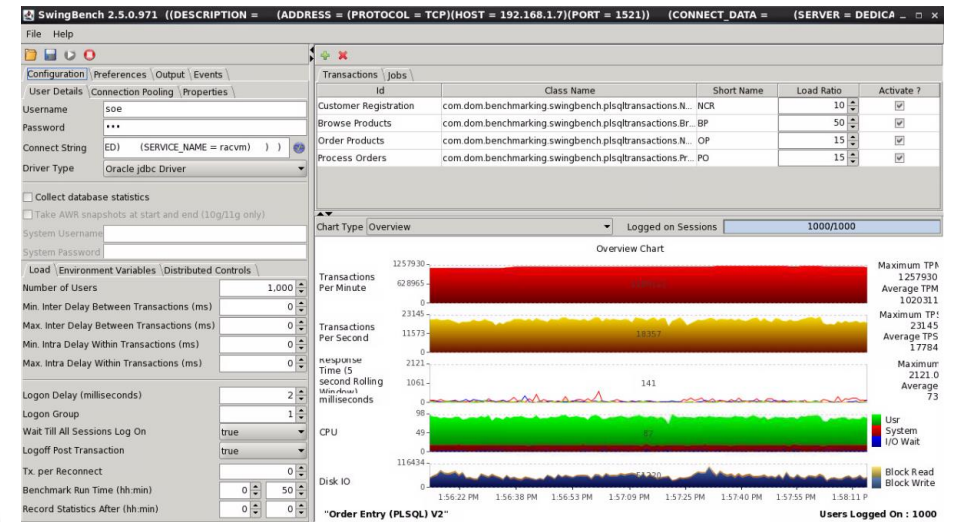 SwingBench 2.5.0.971 ((DESCRIPTION = (ADDRESS = (PROTOCOL = TCP)(HOST = 192.168.1.7)(PORT = 1521)) (CONNECT_DATA = (SERVER = DEDICA
File Help
Configuration Preferences Output Events
User Details Connection Pooling Properties
Username soe
Password •••
Connect String ED) (SERVICE_NAME = racvm) ) )
Driver Type Oracle jdbc Driver
Collect database statistics
Take AWR snapshots at start and end (10g/11g only)
System Username
System Password
Load Environment Variables Distributed Controls
Number of Users 1,000
Min. Inter Delay Between Transactions (ms) 0
Max. Inter Delay Between Transactions (ms) 0
Min. Intra Delay Within Transactions (ms) 0
Max. Intra Delay Within Transactions (ms) 0
Logon Delay (milliseconds) 2
Logon Group 1
Wait Till All Sessions Log On true
Logoff Post Transaction true
Tx. per Reconnect 0
Benchmark Run Time (hh:min) 0 50
Record Statistics After (hh:min) 0 0
Transactions Jobs
Id Class Name Short Name Load Ratio Activate ?
Customer Registration com.dom.benchmarking.swingbench.plsqltransactions.N... NCR 10
Browse Products com.dom.benchmarking.swingbench.plsqltransactions.Br... BP 50
Order Products com.dom.benchmarking.swingbench.plsqltransactions.N... OP 15
Process Orders com.dom.benchmarking.swingbench.plsqltransactions.Pr... PO 15
Chart Type Overview Logged on Sessions 1000/1000
Overview Chart
Transactions
Per Minute
1257930
628965
0
Maximum TPM
1257930
Average TPM
1020311
Transactions
Per Second
23145
11573
0
18357
Maximum TPS
23145
Average TPS
17784
Response
Time (5
second Rolling
Window)
milliseconds
2121
1061
0
141
Maximum
2121.0
Average
73
CPU
98
49
0
87
Usr
System
I/O Wait
Disk IO
116434
0
Block Read
Block Write
1:56:22 PM 1:56:38 PM 1:56:53 PM 1:57:09 PM 1:57:25 PM 1:57:40 PM 1:57:55 PM 1:58:11 P
"Order Entry (PLSQL) V2" Users Logged On : 1000